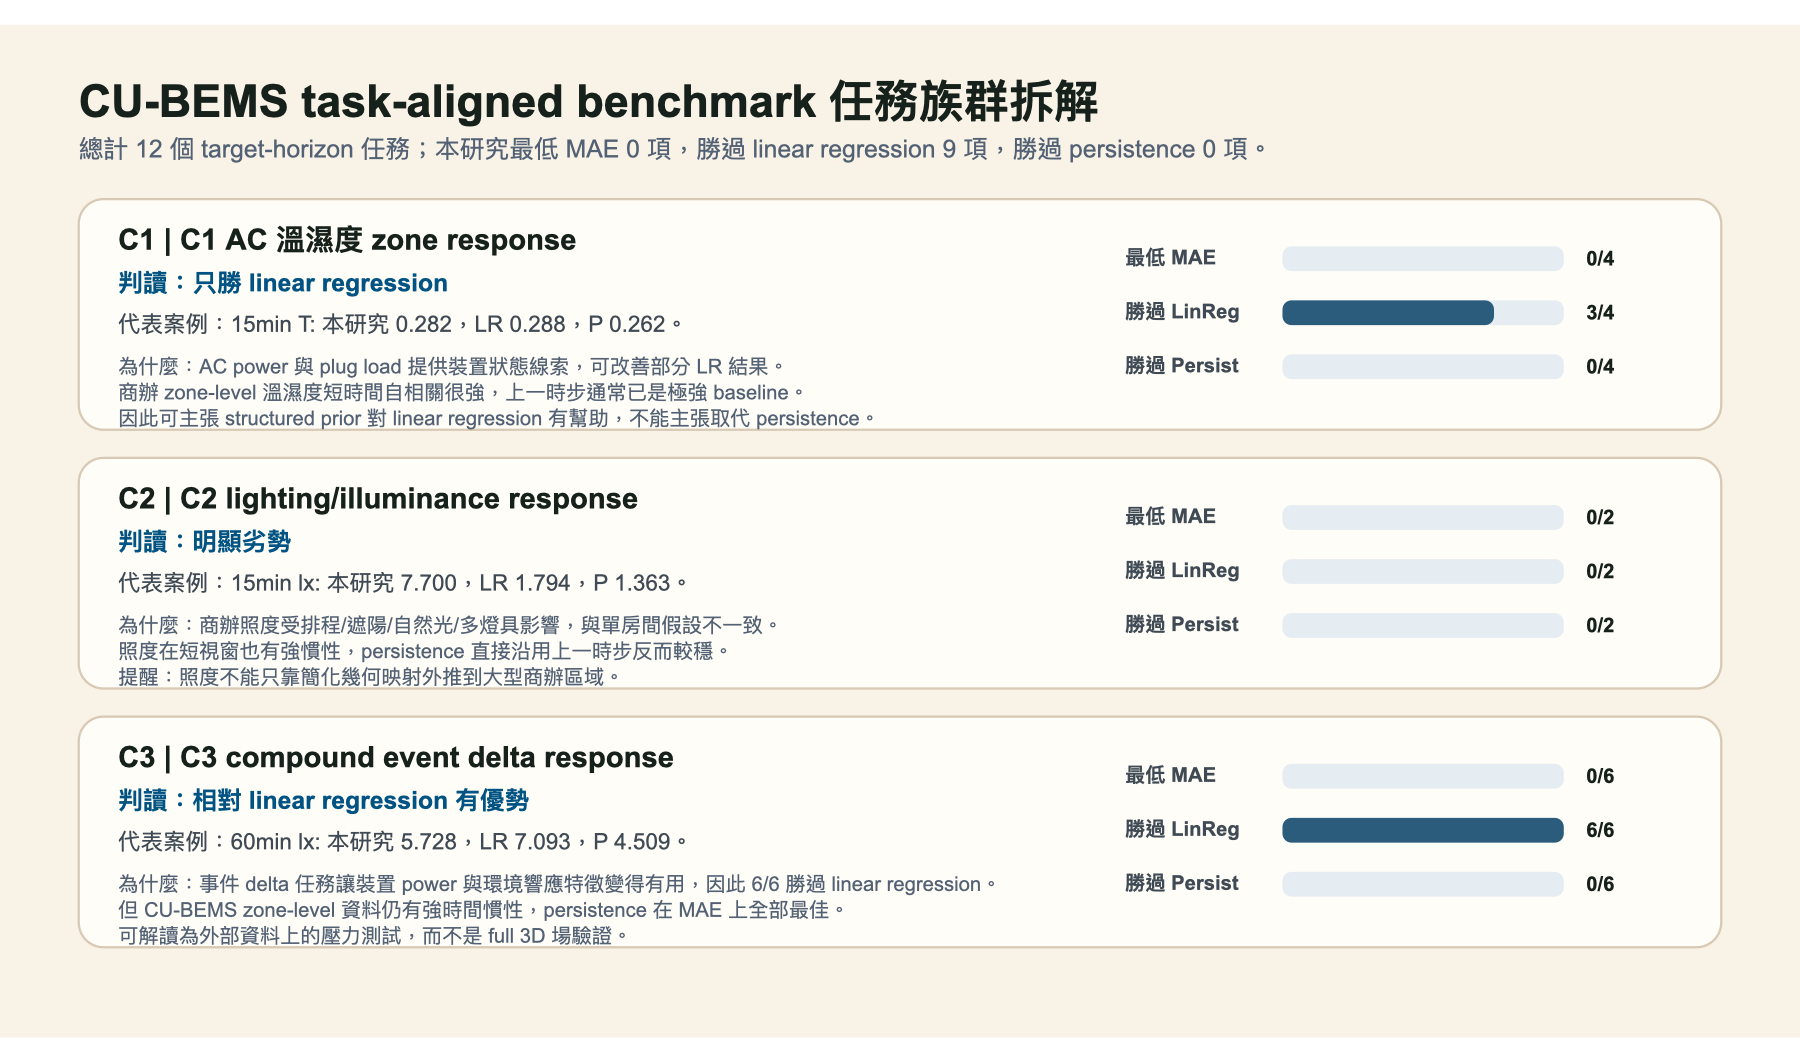 CU-BEMS task-aligned benchmark 任務族群拆解
總計 12 個 target-horizon 任務；本研究最低 MAE 0 項，勝過 linear regression 9 項，勝過 persistence 0 項。
C1 | C1 AC 溫濕度 zone response
判讀：只勝 linear regression
代表案例：15min T: 本研究 0.282，LR 0.288，P 0.262。
為什麼：AC power 與 plug load 提供裝置狀態線索，可改善部分 LR 結果。
商辦 zone-level 溫濕度短時間自相關很強，上一時步通常已是極強 baseline。
因此可主張 structured prior 對 linear regression 有幫助，不能主張取代 persistence。
最低 MAE 0/4
勝過 LinReg 3/4
勝過 Persist 0/4
C2 | C2 lighting/illuminance response
判讀：明顯劣勢
代表案例：15min lx: 本研究 7.700，LR 1.794，P 1.363。
為什麼：商辦照度受排程/遮陽/自然光/多燈具影響，與單房間假設不一致。
照度在短視窗也有強慣性，persistence 直接沿用上一時步反而較穩。
提醒：照度不能只靠簡化幾何映射外推到大型商辦區域。
最低 MAE 0/2
勝過 LinReg 0/2
勝過 Persist 0/2
C3 | C3 compound event delta response
判讀：相對 linear regression 有優勢
代表案例：60min lx: 本研究 5.728，LR 7.093，P 4.509。
為什麼：事件 delta 任務讓裝置 power 與環境響應特徵變得有用，因此 6/6 勝過 linear regression。
但 CU-BEMS zone-level 資料仍有強時間慣性，persistence 在 MAE 上全部最佳。
可解讀為外部資料上的壓力測試，而不是 full 3D 場驗證。
最低 MAE 0/6
勝過 LinReg 6/6
勝過 Persist 0/6